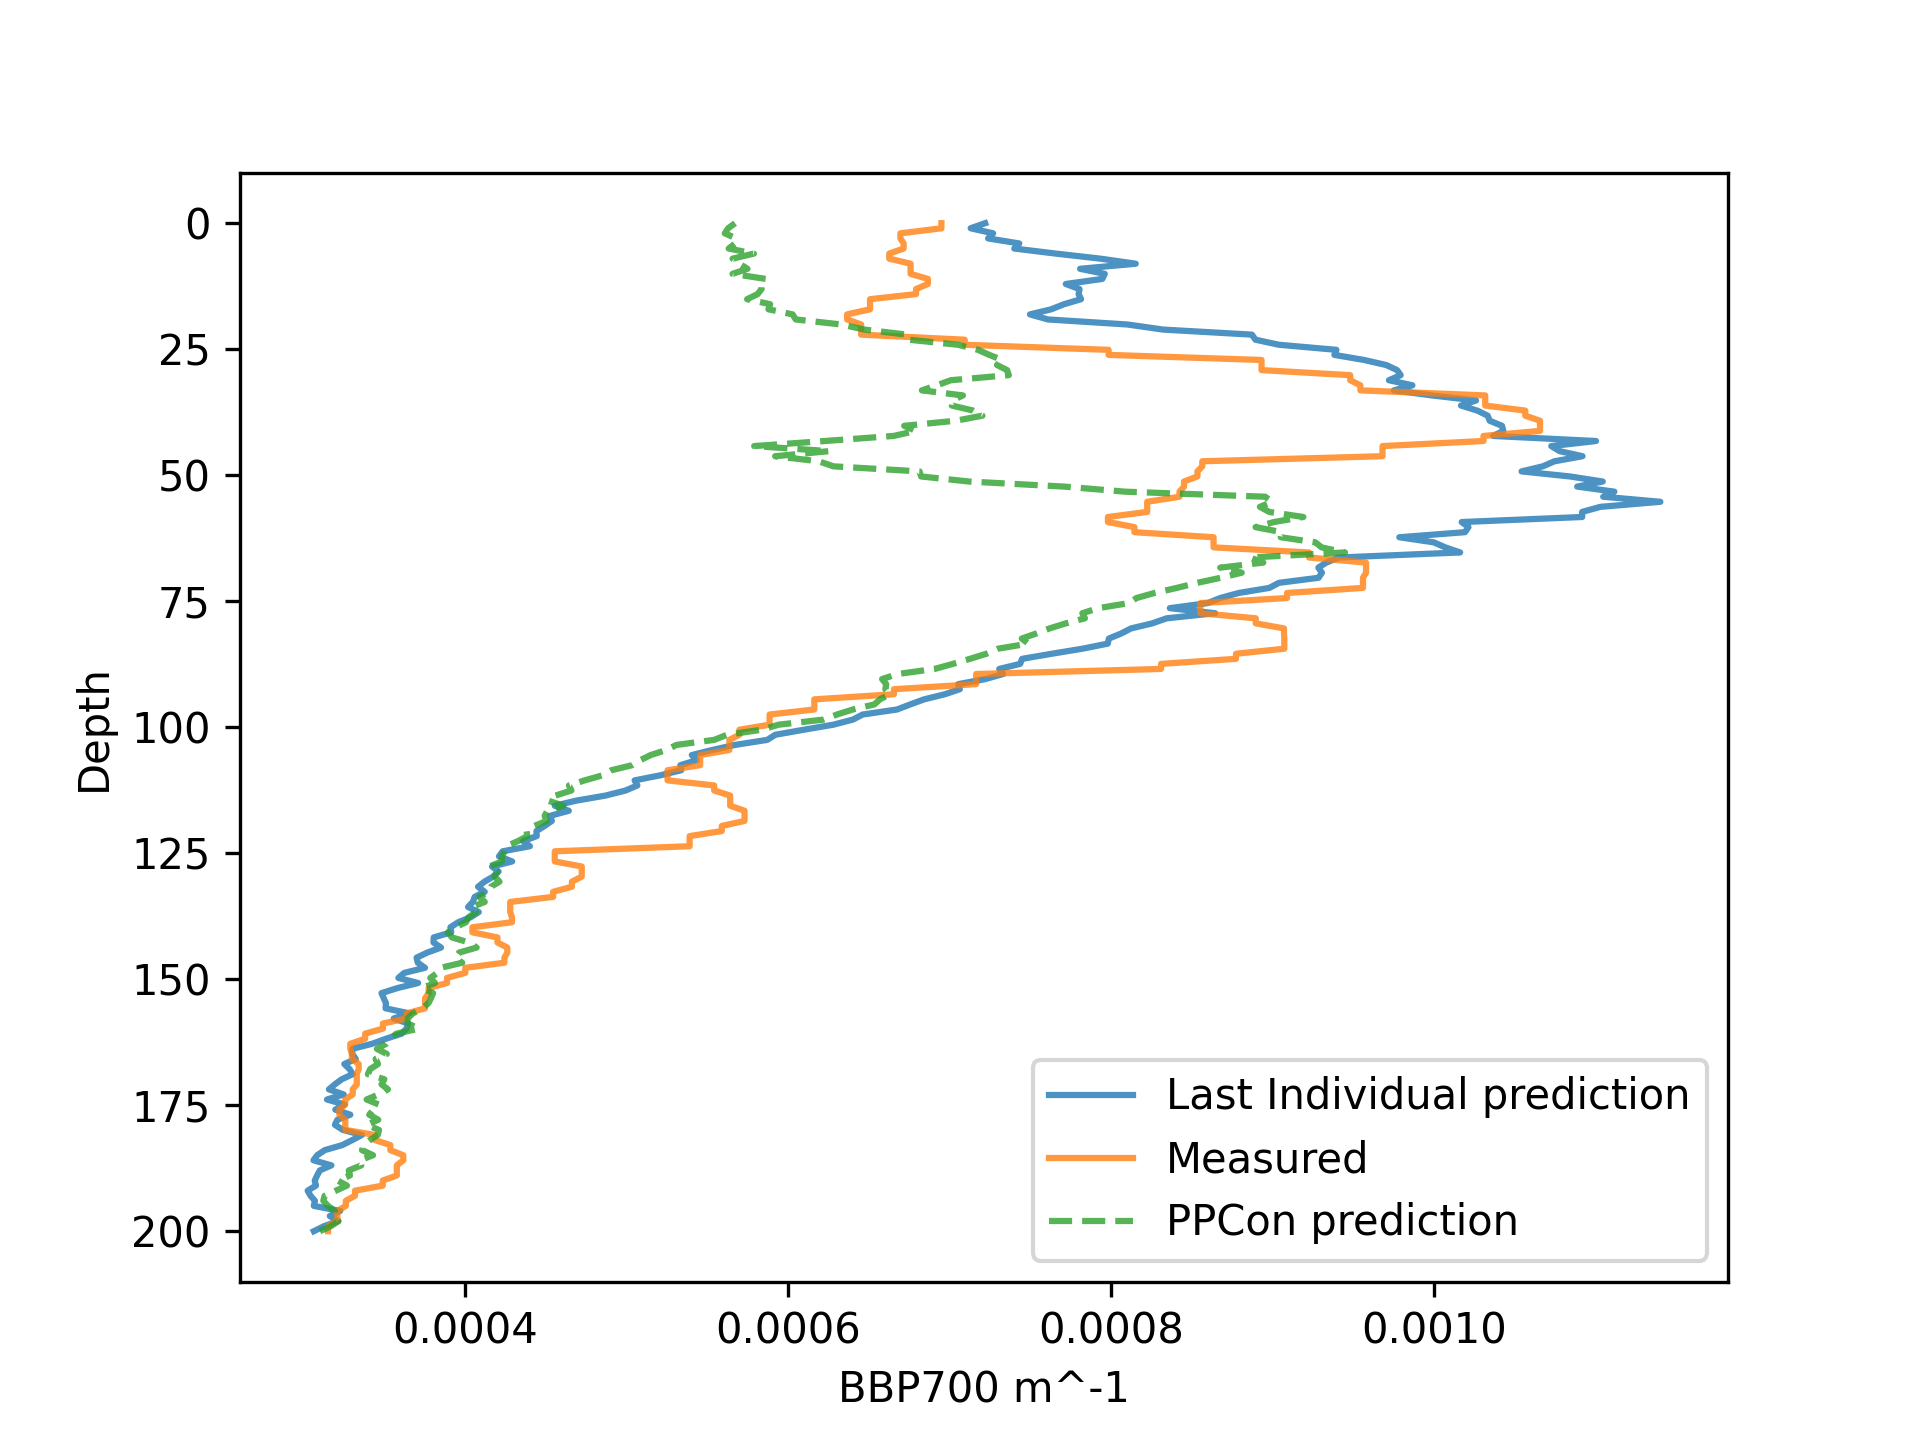 0
25
50
75
100
125
150
175
200
Depth
0.0004 0.0006 0.0008 0.0010
BBP700 m^-1
Last Individual prediction
Measured
PPCon prediction